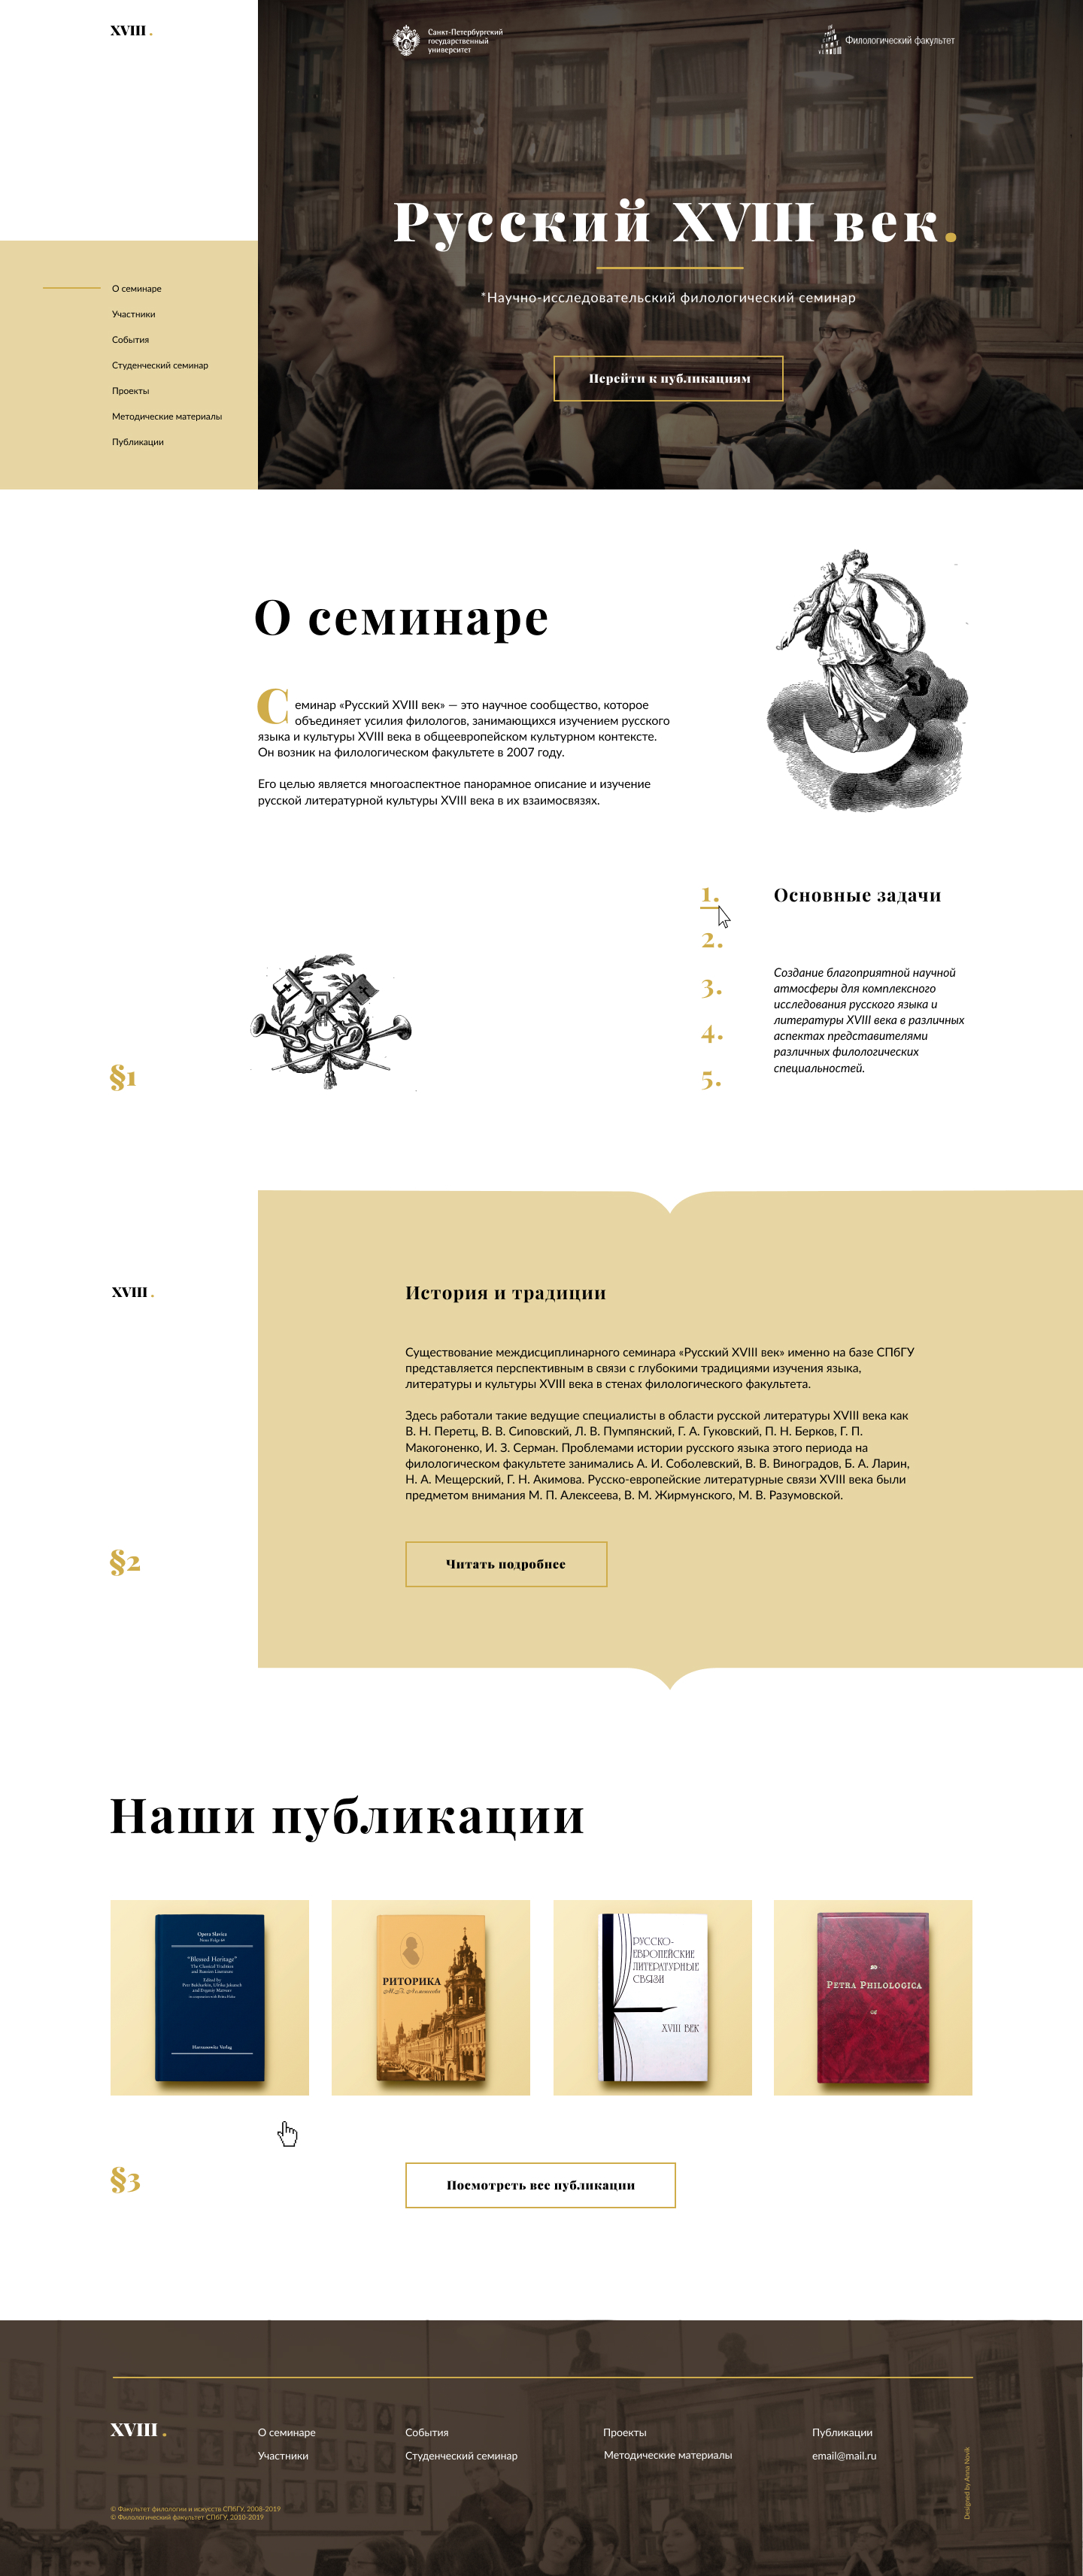 XVIII .
Санкт-Петербургский
государственный
университет
Филологический факультет
Русский XVIII век.
*Научно-исследовательский филологический семинар
Перейти к публикациям
О семинаре
Участники
События
Студенческий семинар
Проекты
Методические материалы
Публикации
О семинаре
Семинар «Русский XVIII век» — это научное сообщество, которое
объединяет усилия филологов, занимающихся изучением русского
языка и культуры XVIII века в общеевропейском культурном контексте.
Он возник на филологическом факультете в 2007 году.
Его целью является многоаспектное панорамное описание и изучение
русской литературной культуры XVIII века в их взаимосвязях.
1.
2.
3.
4.
5.
Основные задачи
Создание благоприятной научной
атмосферы для комплексного
исследования русского языка и
литературы XVIII века в различных
аспектах представителями
различных филологических
специальностей.
§1
XVIII .
История и традиции
Существование междисциплинарного семинара «Русский XVIII век» именно на базе СПбГУ
представляется перспективным в связи с глубокими традициями изучения языка,
литературы и культуры XVIII века в стенах филологического факультета.
Здесь работали такие ведущие специалисты в области русской литературы XVIII века как
В. Н. Перетц, В. В. Сиповский, Л. В. Пумпянский, Г. А. Гуковский, П. Н. Берков, Г. П.
Макогоненко, И. З. Серман. Проблемами истории русского языка этого периода на
филологическом факультете занимались А. И. Соболевский, В. В. Виноградов, Б. А. Ларин,
Н. А. Мещерский, Г. Н. Акимова. Русско-европейские литературные связи XVIII века были
предметом внимания М. П. Алексеева, В. М. Жирмунского, М. В. Разумовской.
Читать подробнее
§2
Наши публикации
Opera Slavica
Neue Folge
"Blessed Heritage"
The Classical Tradition
and Russian Literature
Edited by
Harrassowitz Verlag
РИТОРИКА
М.В. Ломоносова
РУССКО-
ЕВРОПЕЙСКИЕ
ЛИТЕРАТУРНЫЕ
СВЯЗИ
XVIII ВЕК
PETRA PHILOLOGICA
§3
Посмотреть все публикации
XVIII .
О семинаре
Участники
События
Студенческий семинар
Проекты
Методические материалы
Публикации
email@mail.ru
Designed by Anna Novik
© Факультет филологии и искусств СПбГУ, 2008-2019
© Филологический факультет СПбГУ, 2010-2019